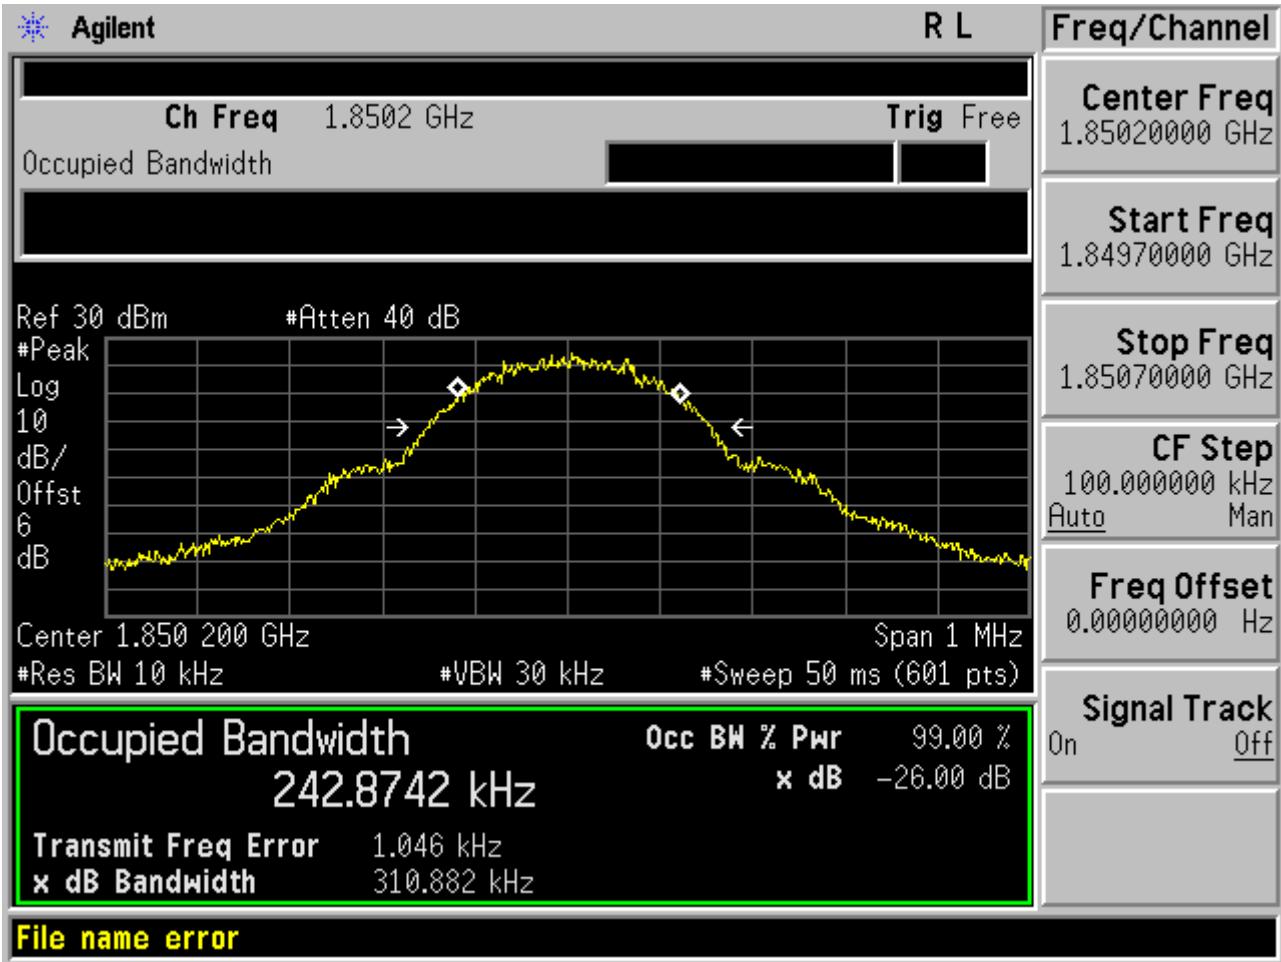 Agilent R L Freq/Channel
Ch Freq 1.8502 GHz Trig Free
Occupied Bandwidth
Center Freq
1.85020000 GHz
Start Freq
1.84970000 GHz
Stop Freq
1.85070000 GHz
CF Step
100.000000 kHz
Auto Man
Freq Offset
0.00000000 Hz
Signal Track
On Off
Ref 30 dBm #Atten 40 dB
#Peak
Log
10
dB/
Offst
6
dB
Center 1.850 200 GHz Span 1 MHz
#Res BW 10 kHz #VBW 30 kHz #Sweep 50 ms (601 pts)
Occupied Bandwidth Occ BW % Pwr 99.00 %
242.8742 kHz x dB -26.00 dB
Transmit Freq Error 1.046 kHz
x dB Bandwidth 310.882 kHz
File name error